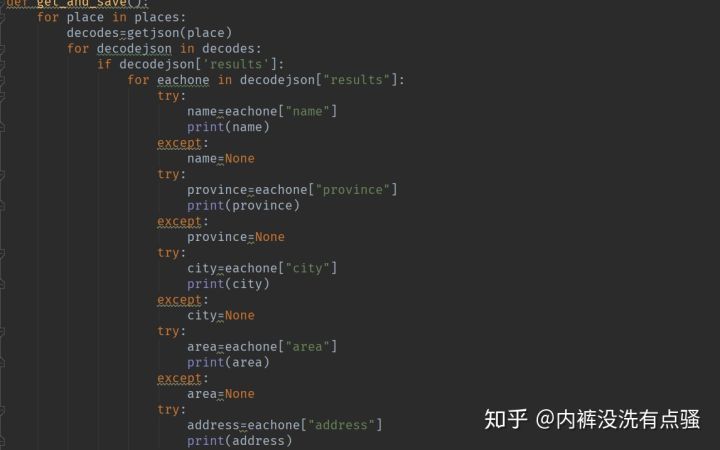 def get_and_save():
    for place in places:
        decodes=getjson(place)
        for decodejson in decodes:
            if decodejson['results']:
                for eachone in decodejson["results"]:
                    try:
                        name=eachone["name"]
                        print(name)
                    except:
                        name=None
                    try:
                        province=eachone["province"]
                        print(province)
                    except:
                        province=None
                    try:
                        city=eachone["city"]
                        print(city)
                    except:
                        city=None
                    try:
                        area=eachone["area"]
                        print(area)
                    except:
                        area=None
                    try:
                        address=eachone["address"]
                        print(address)
知乎 @内裤没洗有点骚